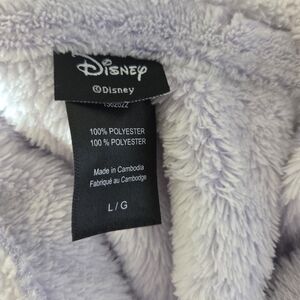 Disney
©Disney
100% POLYESTER
100 % POLYESTER
Made in Cambodia
Fabriqué au Cambodge
L / G